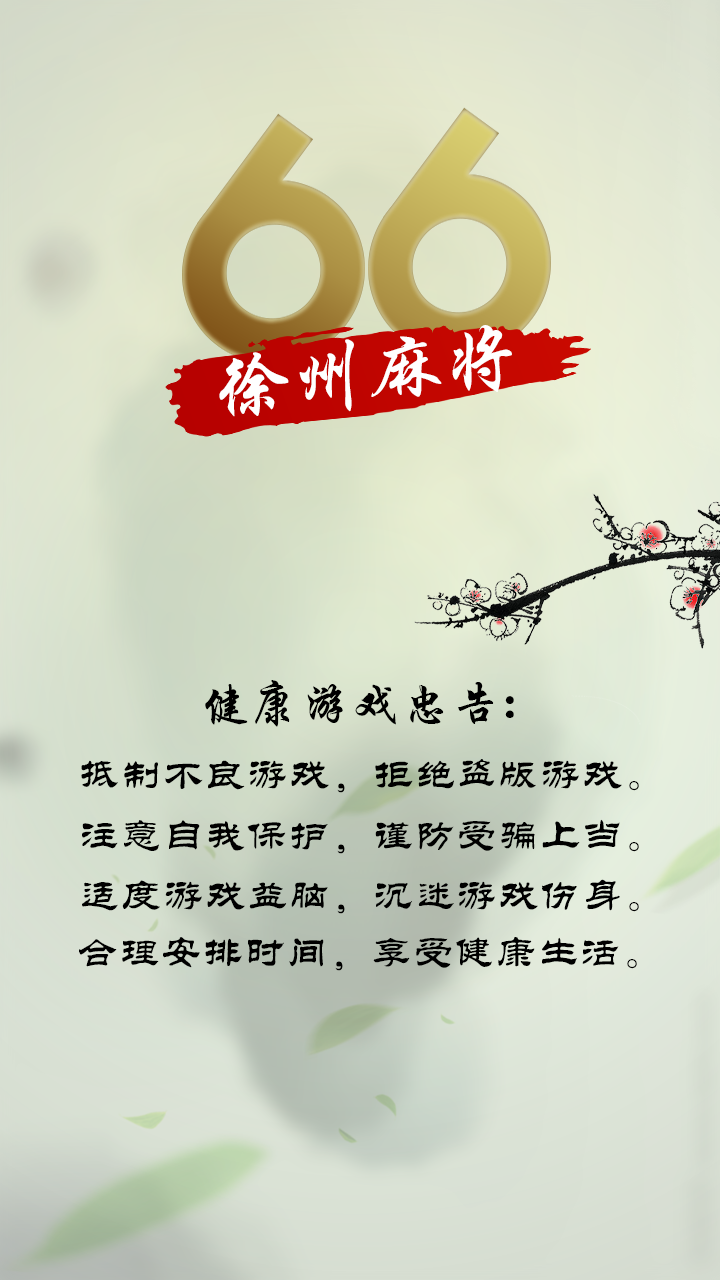 66
徐州麻将
健康游戏忠告：
抵制不良游戏，拒绝盗版游戏。
注意自我保护，谨防受骗上当。
适度游戏益脑，沉迷游戏伤身。
合理安排时间，享受健康生活。